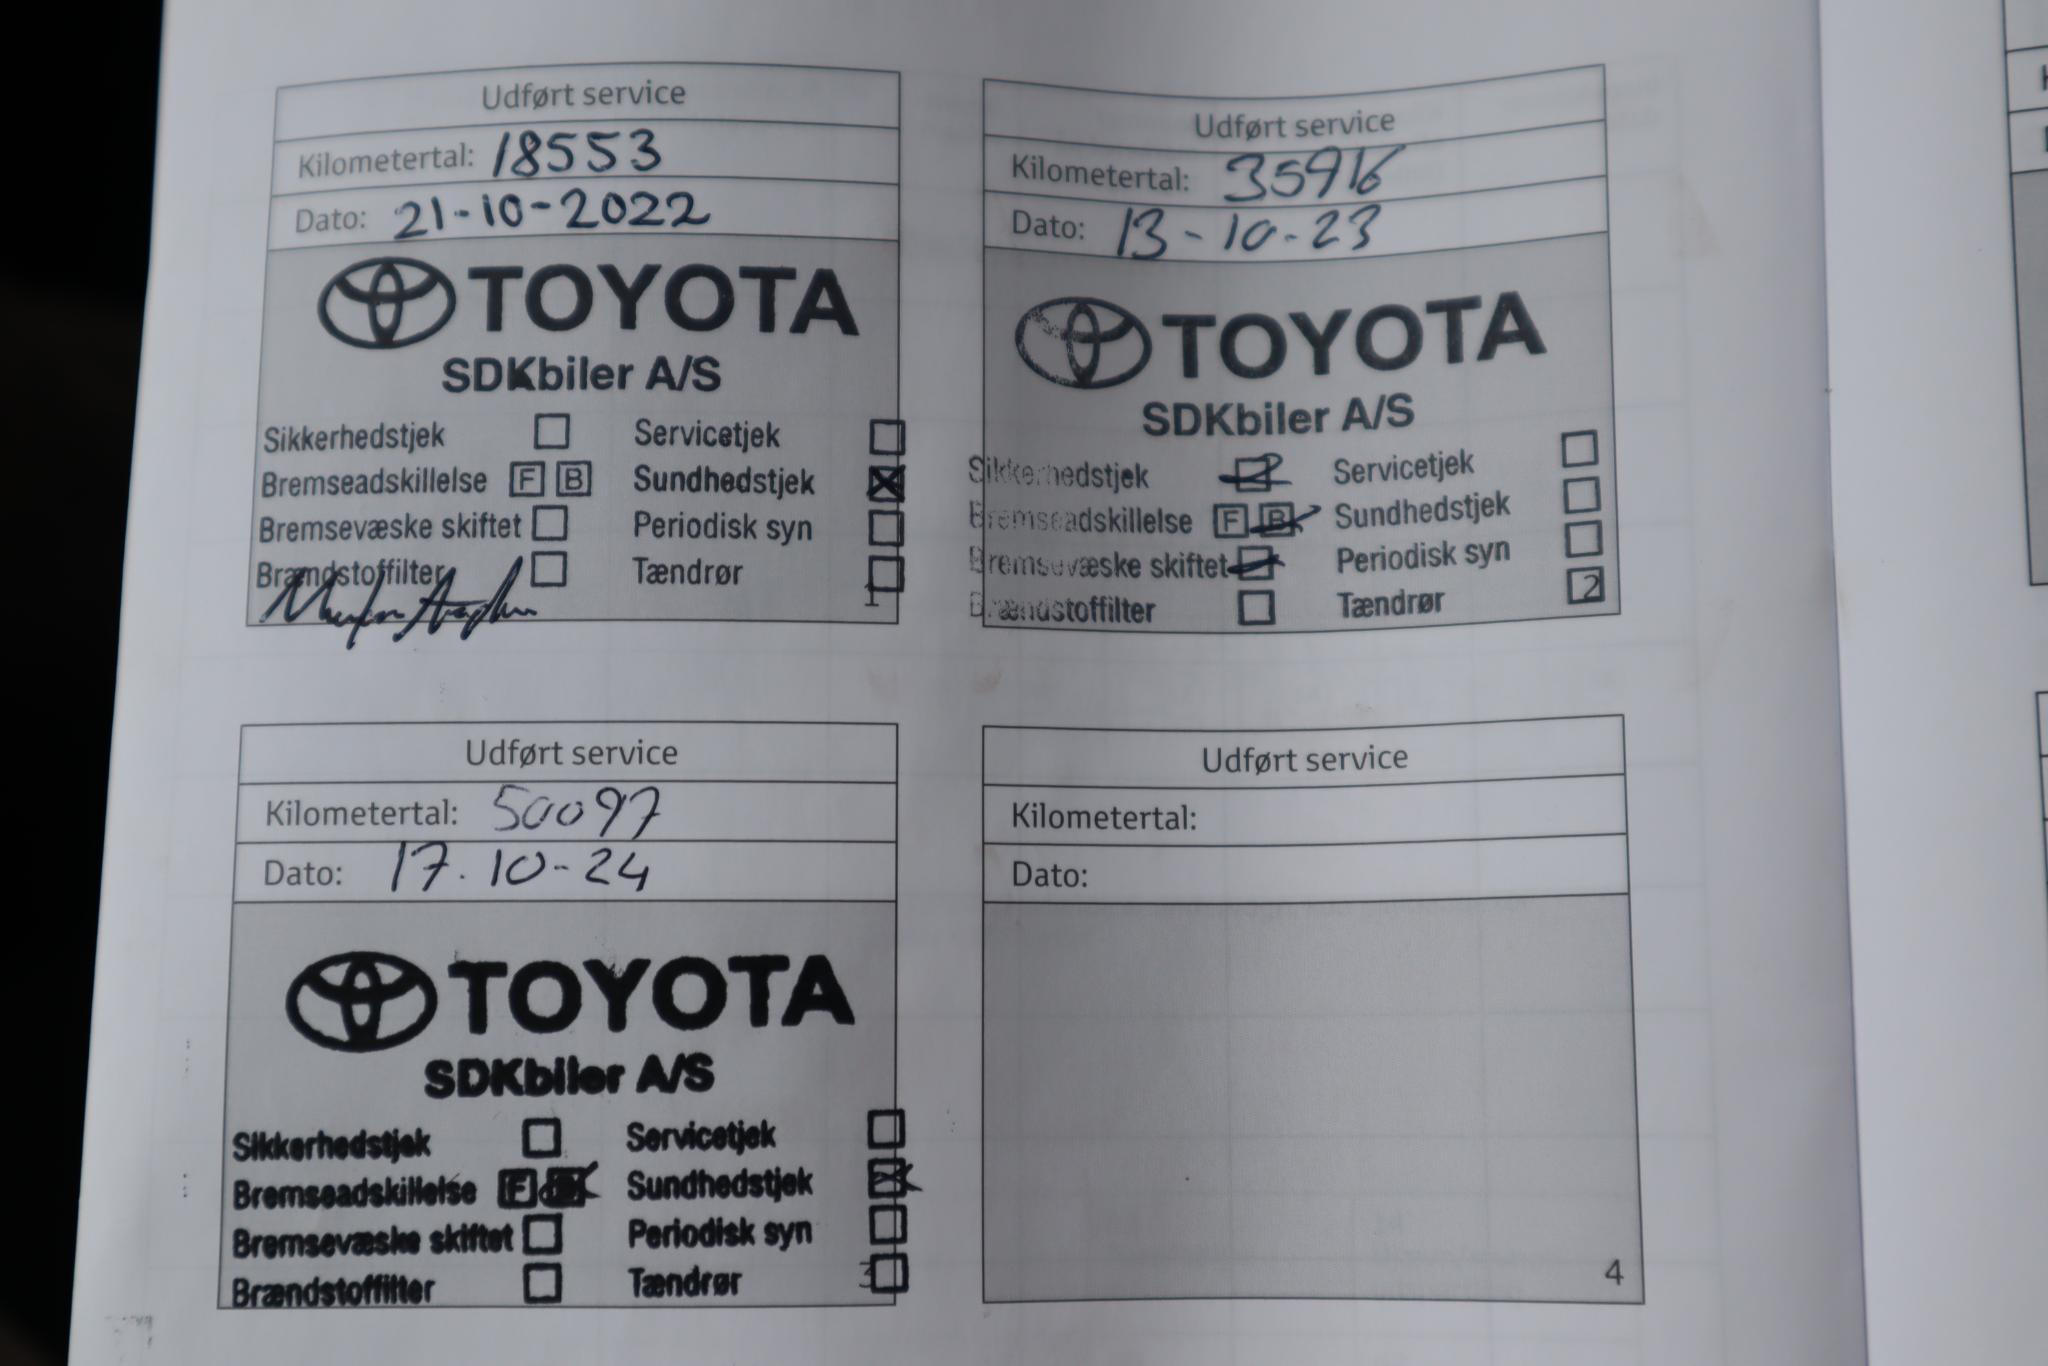 Udført service
Kilometertal: 18553
Dato: 21-10-2022
TOYOTA
SDKbiler A/S
Sikkerhedstjek Servicetjek
Bremseadskillelse F B Sundhedstjek
Bremsevæske skiftet Periodisk syn
Brændstoffilter Tændrør
1
Udført service
Kilometertal: 35916
Dato: 13-10-23
TOYOTA
SDKbiler A/S
Sikkerhedstjek Servicetjek
Bremseadskillelse F B Sundhedstjek
Bremsevæske skiftet Periodisk syn
Brændstoffilter Tændrør
2
Udført service
Kilometertal: 50097
Dato: 17.10-24
TOYOTA
SDKbiler A/S
Sikkerhedstjek Servicetjek
Bremseadskillelse F Sundhedstjek
Bremsevæske skiftet Periodisk syn
Brændstoffilter Tændrør
3
Udført service
Kilometertal:
Dato:
4